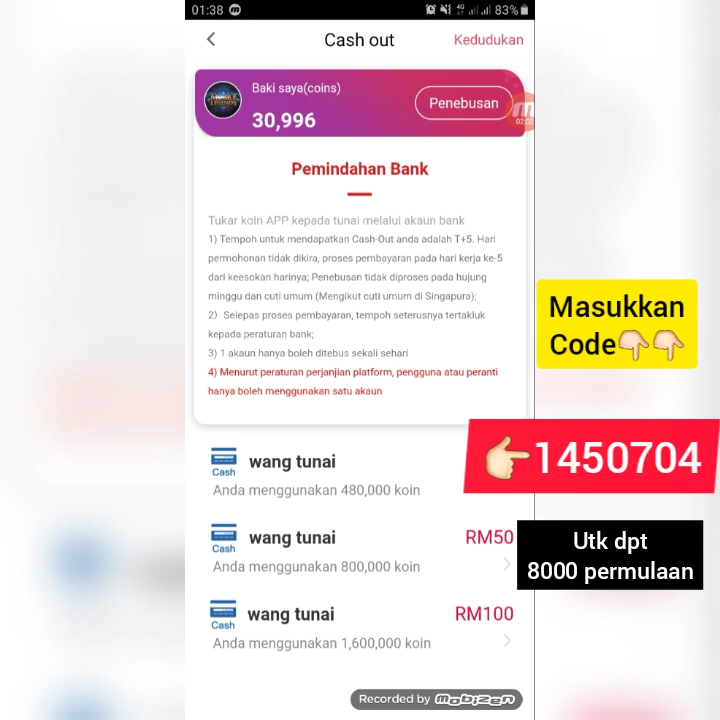 01:38
4G
83%
Cash out
Kedudukan
Baki saya(coins)
30,996
Penebusan
02:02
MOBILE
LEGENDS
Pemindahan Bank
Tukar koin APP kepada tunai melalui akaun bank
1) Tempoh untuk mendapatkan Cash-Out anda adalah T+5. Hari
permohonan tidak dikira, proses pembayaran pada hari kerja ke-5
dari keesokan harinya; Penebusan tidak diproses pada hujung
minggu dan cuti umum (Mengikut cuti umum di Singapura);
2) Selepas proses pembayaran, tempoh seterusnya tertakluk
kepada peraturan bank;
3) 1 akaun hanya boleh ditebus sekali sehari
4) Menurut peraturan perjanjian platform, pengguna atau peranti
hanya boleh menggunakan satu akaun
Masukkan
Code👇🏻👇🏻
👉🏻1450704
Utk dpt
8000 permulaan
Cash
wang tunai
Anda menggunakan 480,000 koin
Cash
wang tunai
RM50
Anda menggunakan 800,000 koin
Cash
wang tunai
RM100
Anda menggunakan 1,600,000 koin
Recorded by mobizen